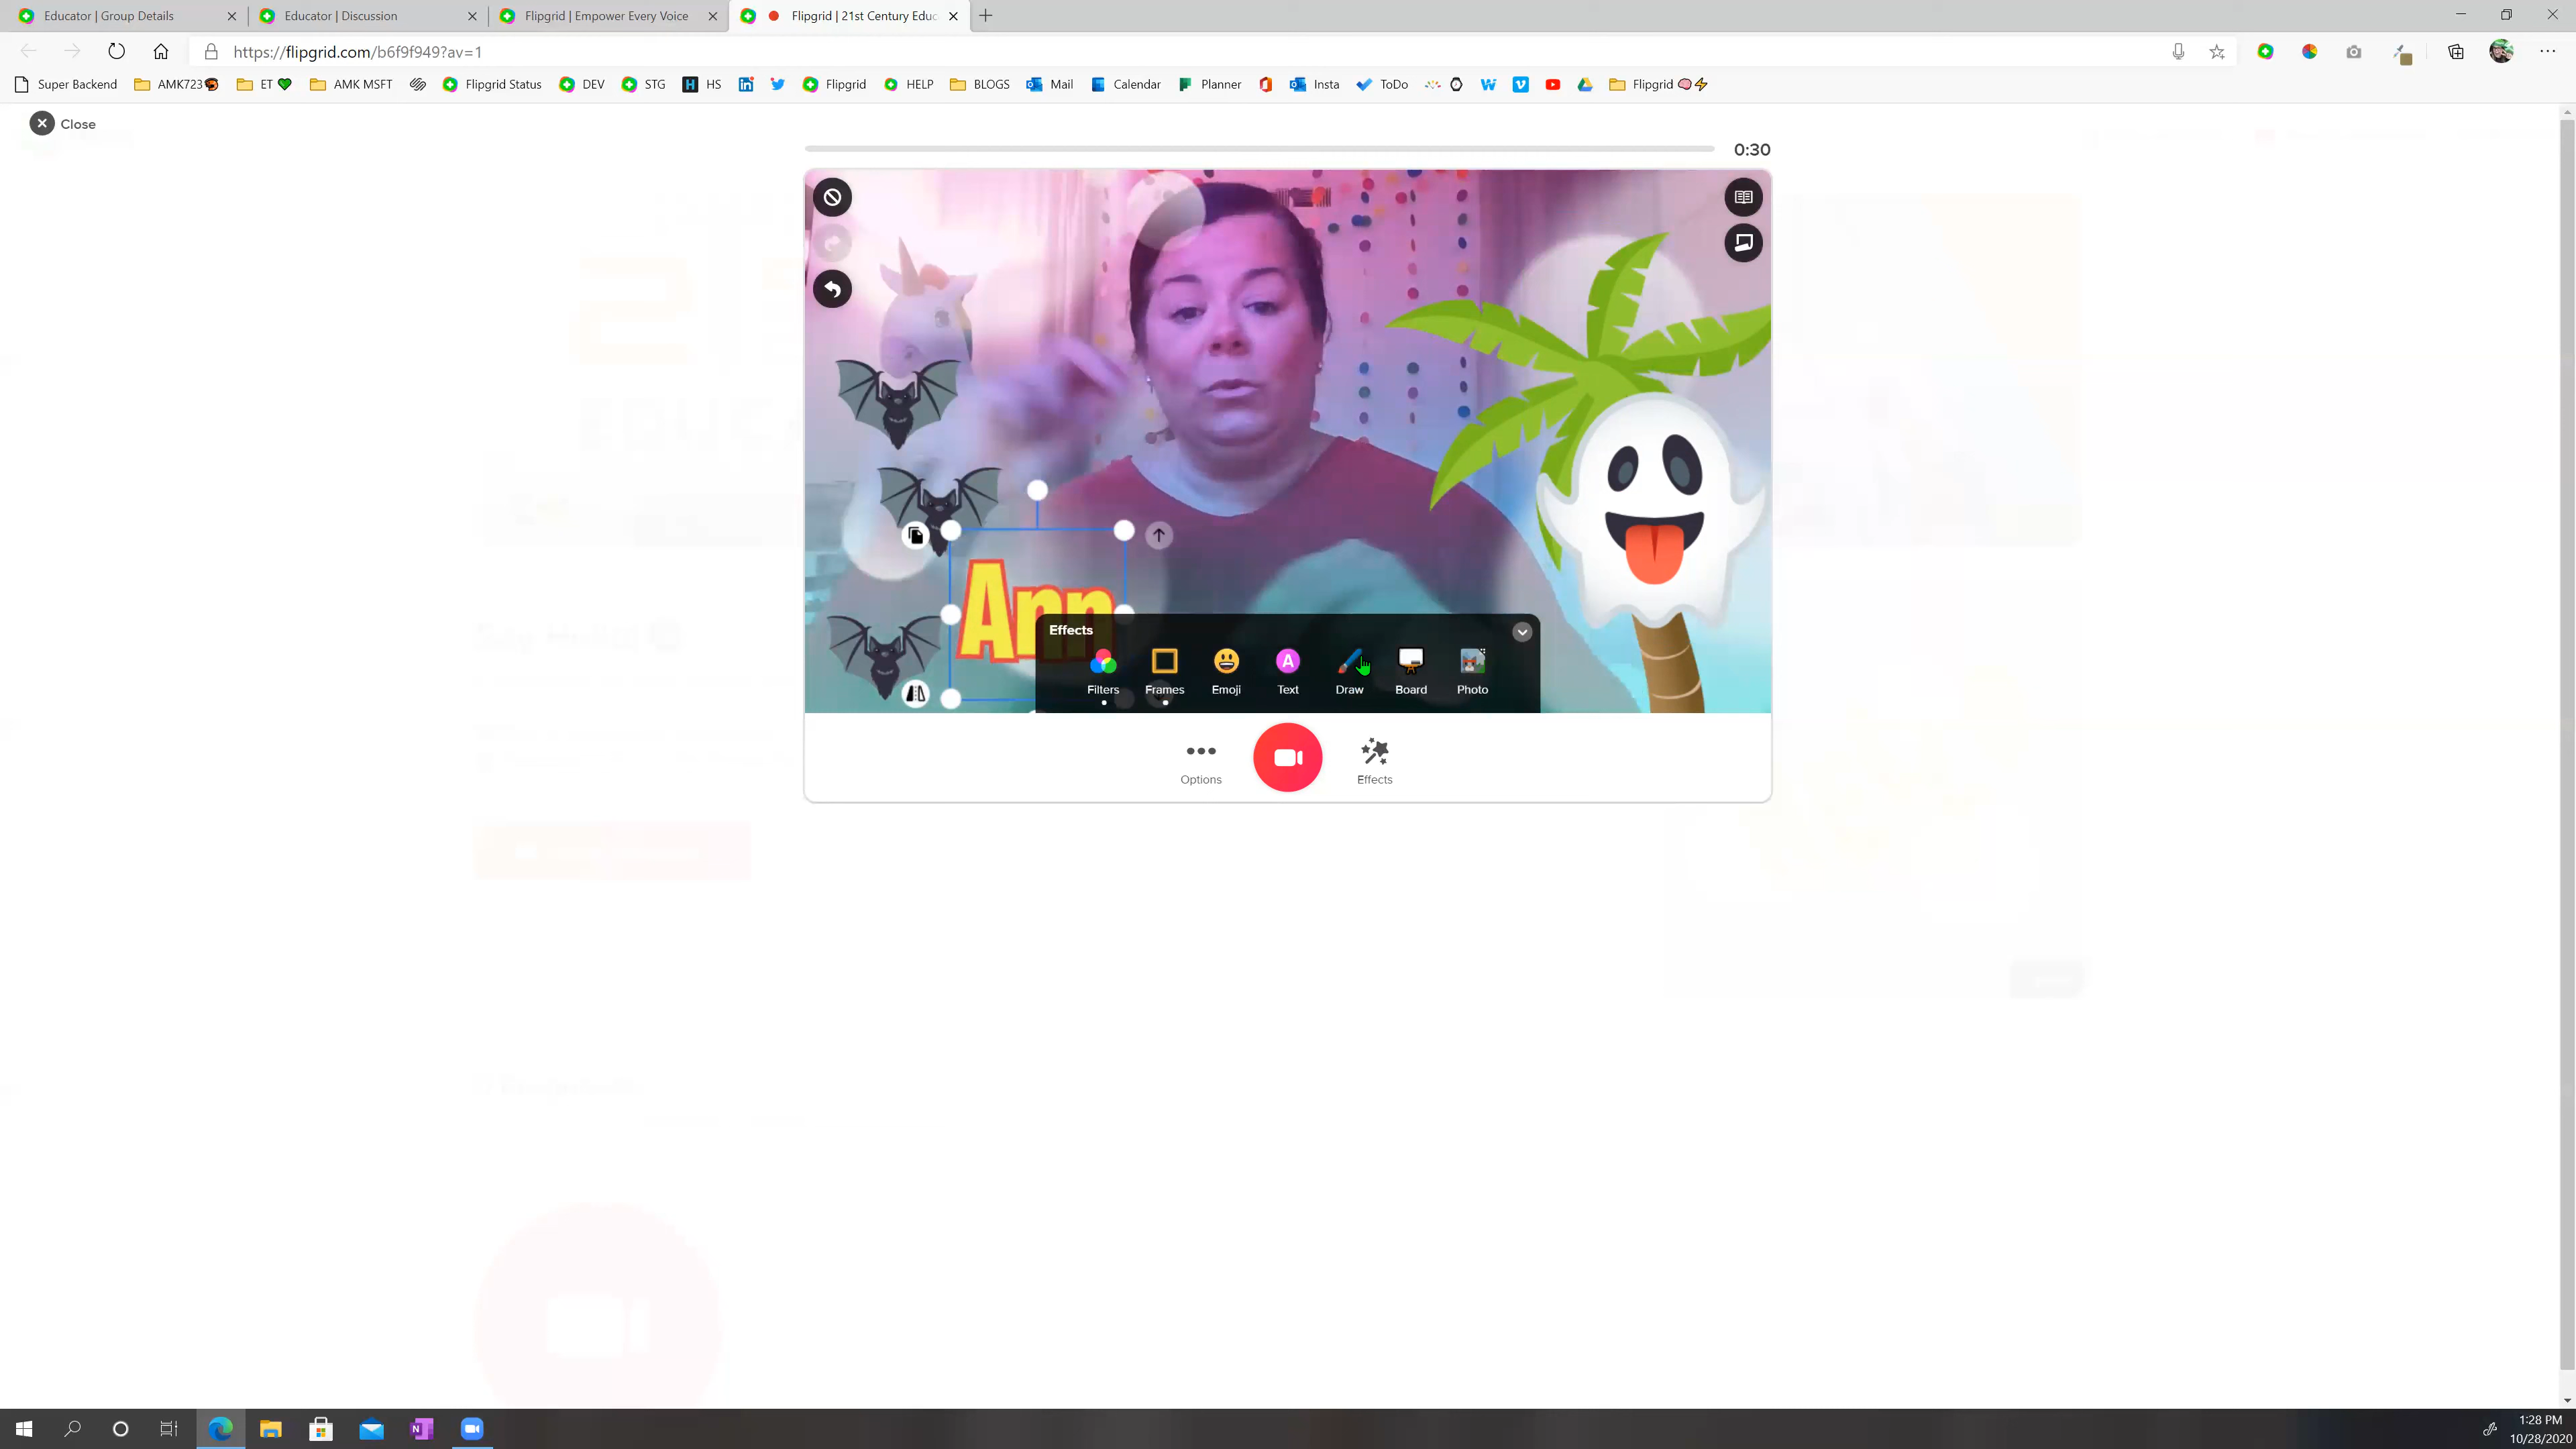 Educator | Group Details
Educator | Discussion
Flipgrid | Empower Every Voice
Flipgrid | 21st Century Educ
https://flipgrid.com/b6f9f949?av=1
Super Backend
AMK723
ET
AMK MSFT
Flipgrid Status
DEV
STG
H
HS
Flipgrid
HELP
BLOGS
Mail
Calendar
Planner
Insta
ToDo
Flipgrid
Close
0:30
Ann
Effects
A
Filters
Frames
Emoji
Text
Draw
Board
Photo
Options
Effects
1:28 PM
10/28/2020